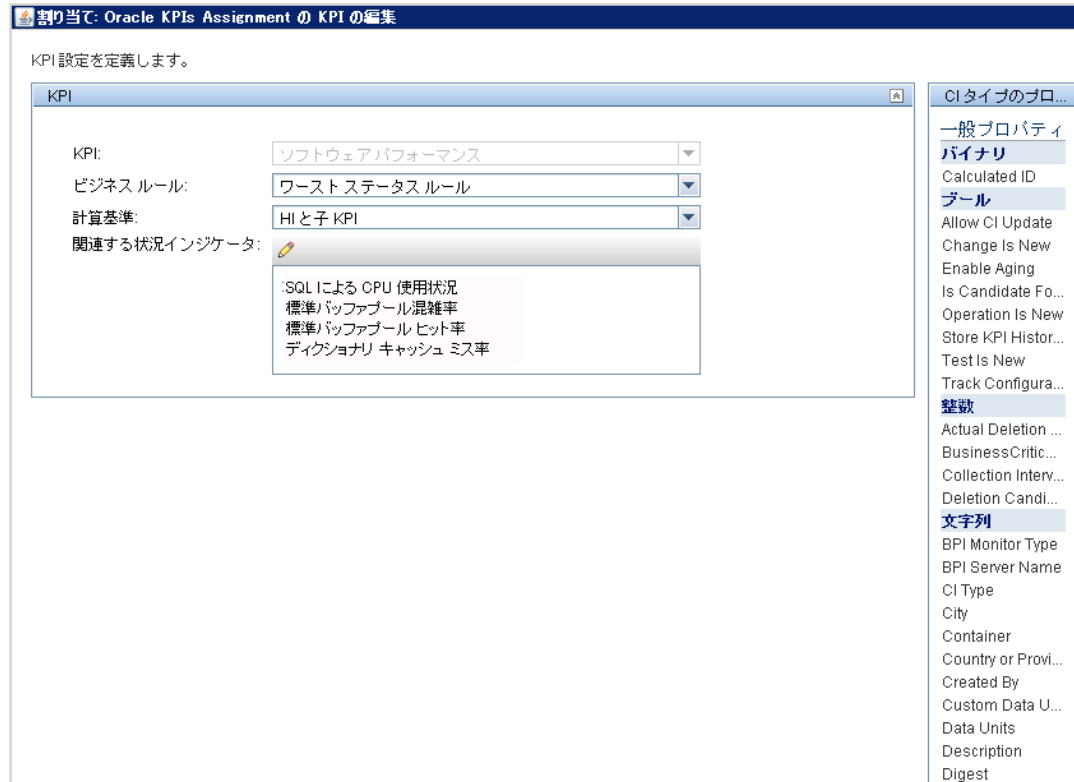 割り当て: Oracle KPIs Assignment の KPI の編集
KPI 設定を定義します。
KPI
KPI:
ソフトウェア パフォーマンス
ビジネス ルール:
ワースト ステータス ルール
計算基準:
HI と子 KPI
関連する状況インジケータ:
:SQL Iによる CPU 使用状況
標準バッファプール混雑率
標準バッファプール ヒット率
ディクショナリ キャッシュ ミス率
CI タイプのプロ...
一般プロパティ
バイナリ
Calculated ID
ブール
Allow CI Update
Change Is New
Enable Aging
Is Candidate Fo...
Operation Is New
Store KPI Histor...
Test Is New
Track Configura...
整数
Actual Deletion ...
BusinessCritic...
Collection Interv...
Deletion Candi...
文字列
BPI Monitor Type
BPI Server Name
CI Type
City
Container
Country or Provi...
Created By
Custom Data U...
Data Units
Description
Digest